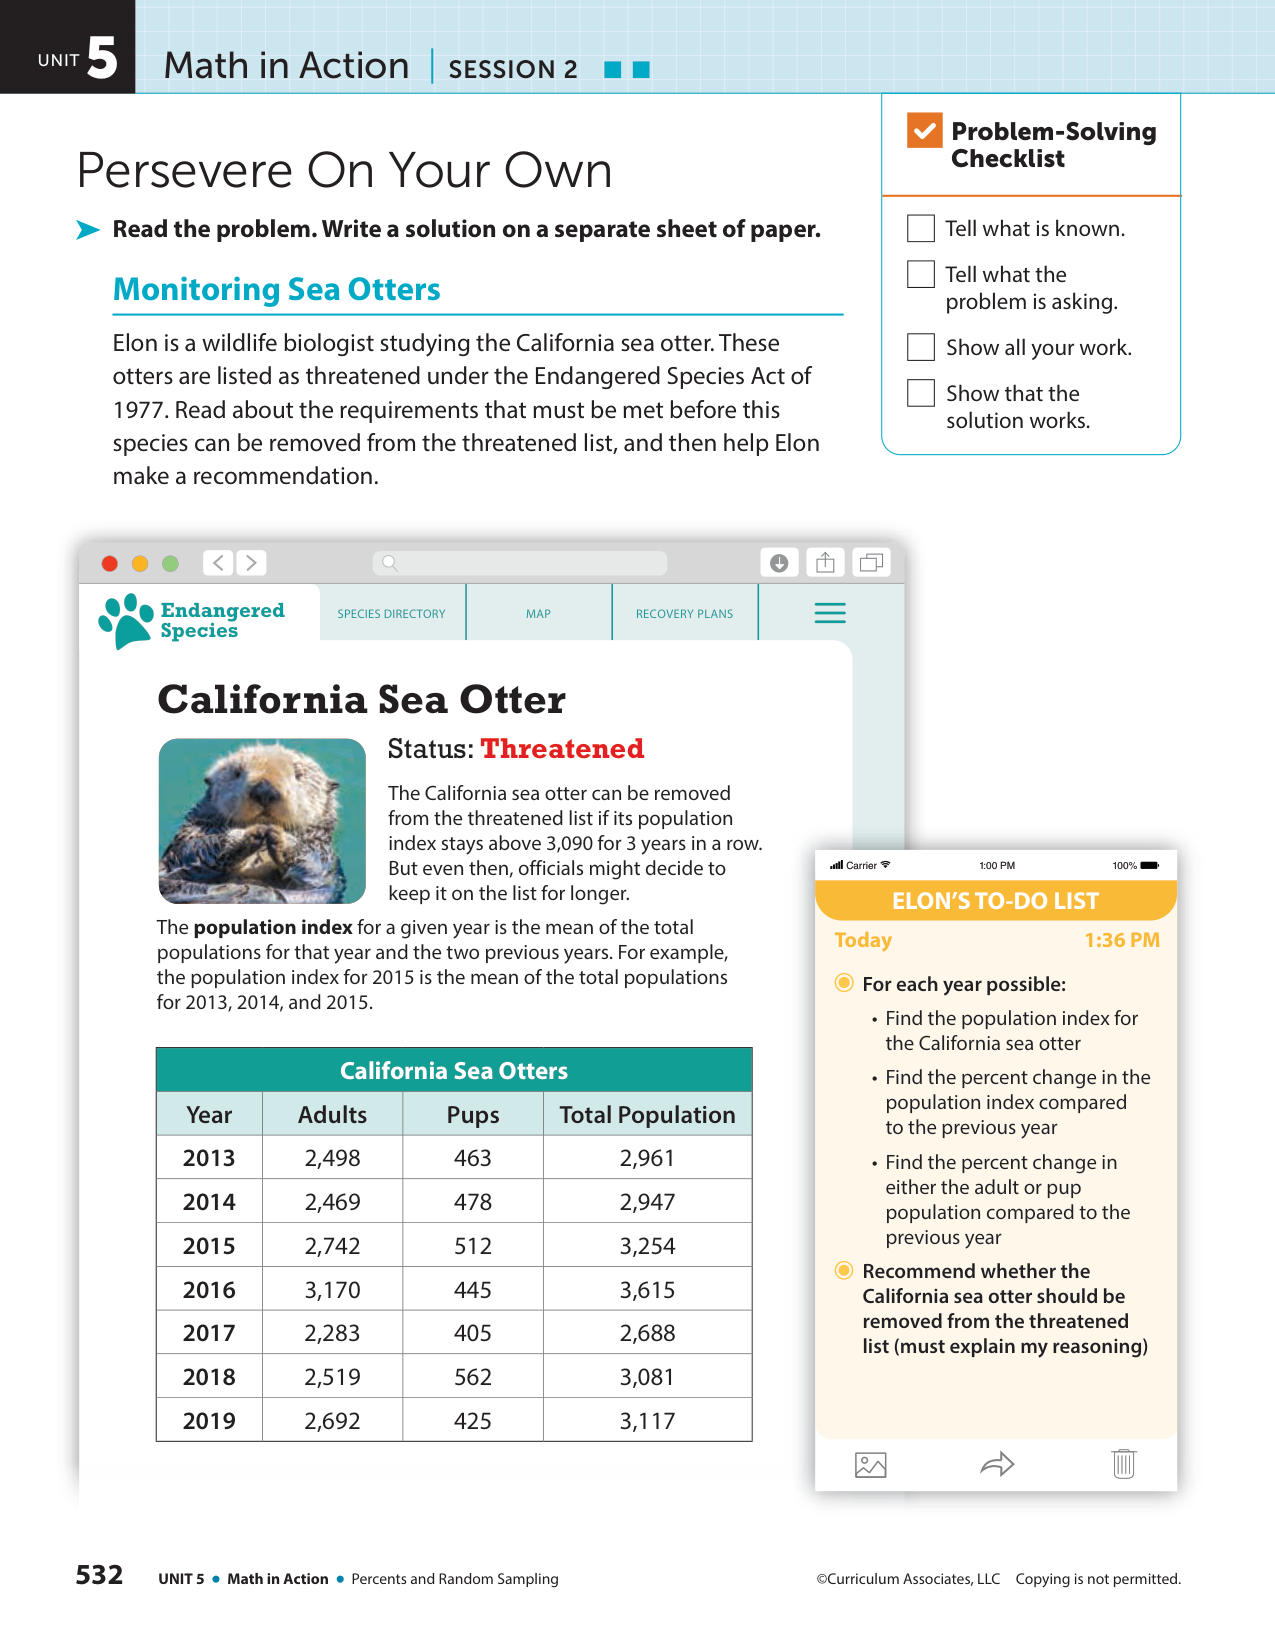 UNIT 5 Math in Action SESSION 2
Problem-Solving
Checklist
Tell what is known.
Tell what the
problem is asking.
Show all your work.
Show that the
solution works.
Persevere On Your Own
Read the problem. Write a solution on a separate sheet of paper.
Monitoring Sea Otters
Elon is a wildlife biologist studying the California sea otter. These
otters are listed as threatened under the Endangered Species Act of
1977. Read about the requirements that must be met before this
species can be removed from the threatened list, and then help Elon
make a recommendation.
Endangered
Species
SPECIES DIRECTORY MAP RECOVERY PLANS
California Sea Otter
Status: Threatened
The California sea otter can be removed
from the threatened list if its population
index stays above 3,090 for 3 years in a row.
But even then, officials might decide to
keep it on the list for longer.
The population index for a given year is the mean of the total
populations for that year and the two previous years. For example,
the population index for 2015 is the mean of the total populations
for 2013, 2014, and 2015.
California Sea Otters
Year Adults Pups Total Population
2013 2,498 463 2,961
2014 2,469 478 2,947
2015 2,742 512 3,254
2016 3,170 445 3,615
2017 2,283 405 2,688
2018 2,519 562 3,081
2019 2,692 425 3,117
Carrier 1:00 PM 100%
ELON'S TO-DO LIST
Today 1:36 PM
For each year possible:
• Find the population index for
the California sea otter
• Find the percent change in the
population index compared
to the previous year
• Find the percent change in
either the adult or pup
population compared to the
previous year
Recommend whether the
California sea otter should be
removed from the threatened
list (must explain my reasoning)
532 UNIT 5 • Math in Action • Percents and Random Sampling
©Curriculum Associates, LLC Copying is not permitted.